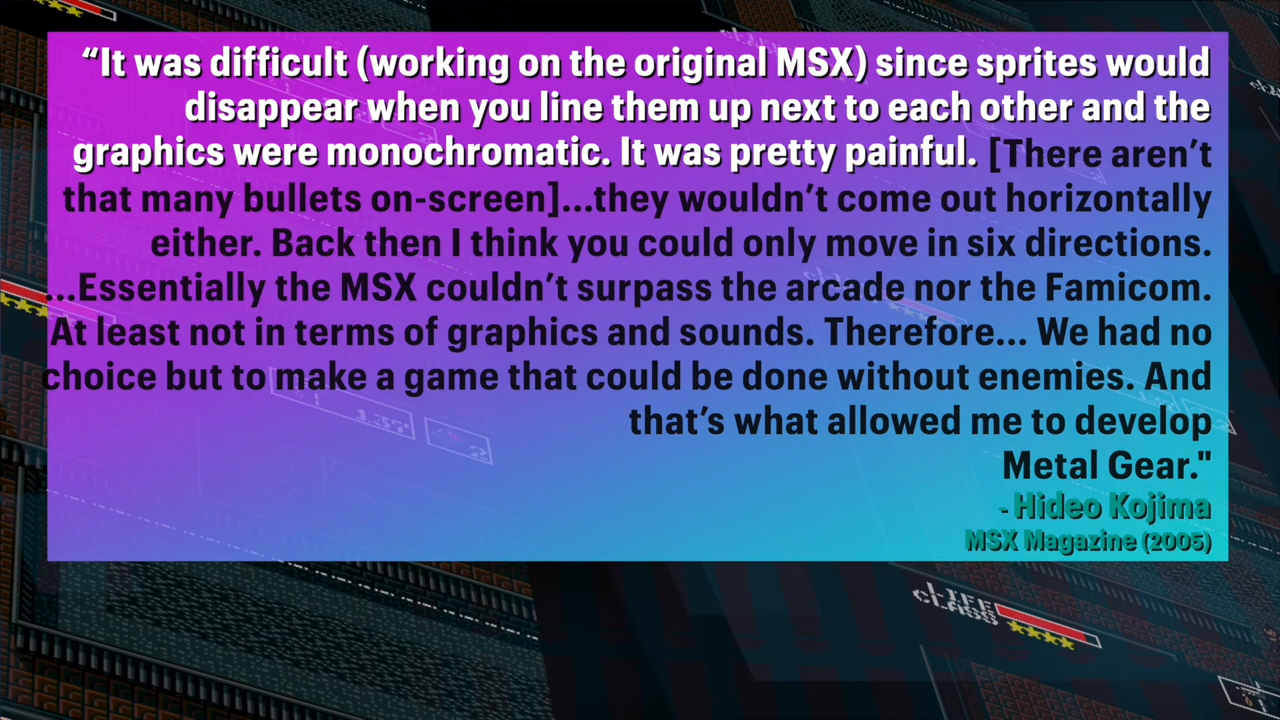 “It was difficult (working on the original MSX) since sprites would
disappear when you line them up next to each other and the
graphics were monochromatic. It was pretty painful. [There aren’t
that many bullets on-screen]...they wouldn’t come out horizontally
either. Back then I think you could only move in six directions.
...Essentially the MSX couldn’t surpass the arcade nor the Famicom.
At least not in terms of graphics and sounds. Therefore... We had no
choice but to make a game that could be done without enemies. And
that’s what allowed me to develop
Metal Gear."
- Hideo Kojima
MSX Magazine (2005)
LIFE
CLASS